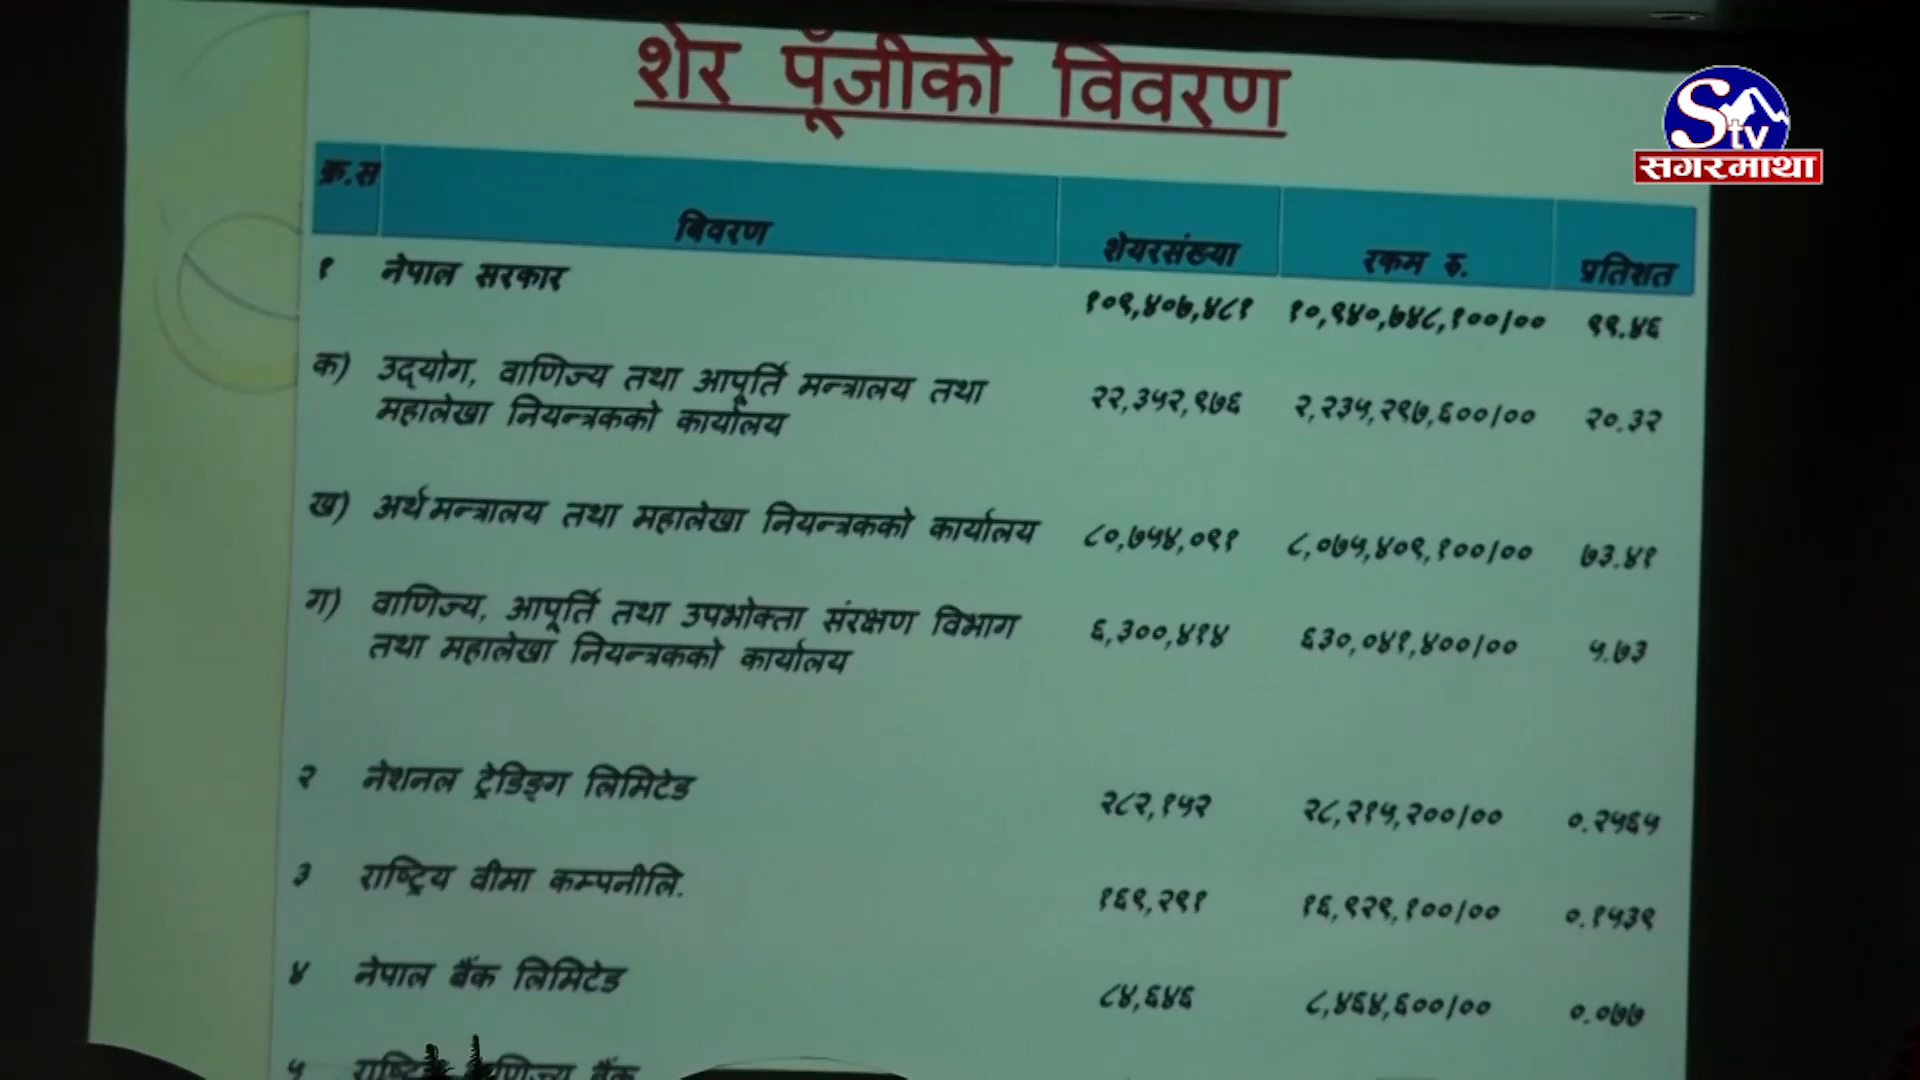 शेर पूँजीको विवरण
S tv
सगरमाथा
क्र.स बिवरण शेयरसंख्या रकम रु. प्रतिशत
१ नेपाल सरकार १०९,४०७,४८१ १०,९४०,७४८,१००|०० ९९.४६
क) उद्योग, वाणिज्य तथा आपूर्ति मन्त्रालय तथा २२,३५२,९७६ २,२३५,२९७,६००|०० २०.३२
महालेखा नियन्त्रकको कार्यालय
ख) अर्थ मन्त्रालय तथा महालेखा नियन्त्रकको कार्यालय ८०,७५४,०९१ ८,०७५,४०९,१००|०० ७३.४१
ग) वाणिज्य, आपूर्ति तथा उपभोक्ता संरक्षण विभाग ६,३००,४१४ ६३०,०४१,४००|०० ५.७३
तथा महालेखा नियन्त्रकको कार्यालय
२ नेशनल ट्रेडिङ्ग लिमिटेड २८२,१५२ २८,२१५,२००|०० ०.२५६५
३ राष्ट्रिय वीमा कम्पनीलि. १६९,२९१ १६,९२९,१००|०० ०.१५३९
४ नेपाल बैंक लिमिटेड ८४,६४६ ८,४६४,६००|०० ०.०७७
५ बैंक